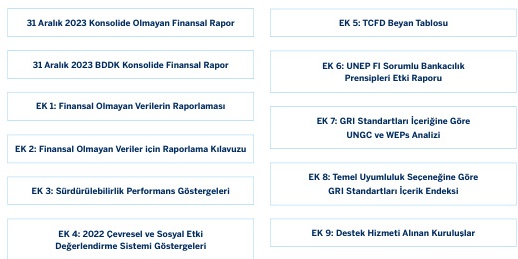 31 Aralık 2023 Konsolide Olmayan Finansal Rapor
31 Aralık 2023 BDDK Konsolide Finansal Rapor
EK 1: Finansal Olmayan Verilerin Raporlaması
EK 2: Finansal Olmayan Veriler için Raporlama Kılavuzu
EK 3: Sürdürülebilirlik Performans Göstergeleri
EK 4: 2022 Çevresel ve Sosyal Etki
Değerlendirme Sistemi Göstergeleri
EK 5: TCFD Beyan Tablosu
EK 6: UNEP FI Sorumlu Bankacılık
Prensipleri Etki Raporu
EK 7: GRI Standartları İçeriğine Göre
UNGC ve WEPs Analizi
EK 8: Temel Uyumluluk Seçeneğine Göre
GRI Standartları İçerik Endeksi
EK 9: Destek Hizmeti Alınan Kuruluşlar